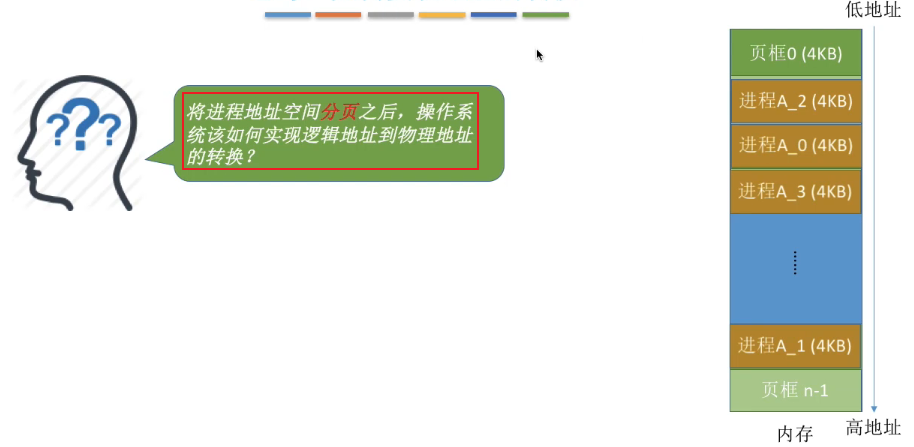 低地址
页框0 (4KB)
进程A_2 (4KB)
进程A_0 (4KB)
进程A_3 (4KB)
进程A_1 (4KB)
页框 n-1
内存
高地址
???
将进程地址空间分页之后，操作系
统该如何实现逻辑地址到物理地址
的转换？